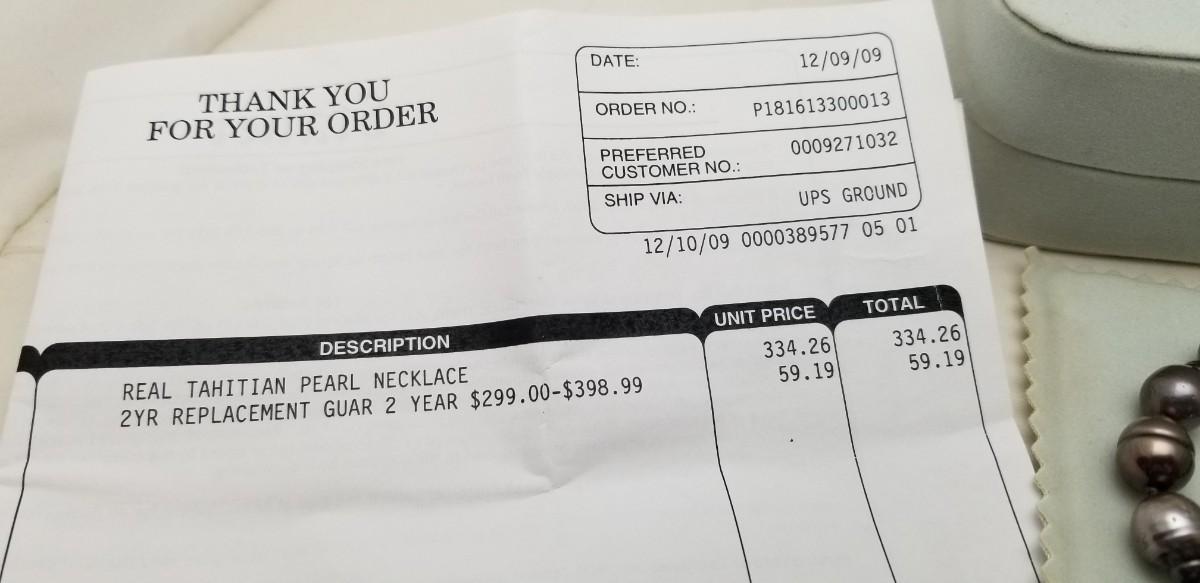 THANK YOU
FOR YOUR ORDER
DATE: 12/09/09
ORDER NO.: P181613300013
PREFERRED
CUSTOMER NO.: 0009271032
SHIP VIA: UPS GROUND
12/10/09 0000389577 05 01
DESCRIPTION UNIT PRICE TOTAL
REAL TAHITIAN PEARL NECKLACE 334.26 334.26
2YR REPLACEMENT GUAR 2 YEAR $299.00-$398.99 59.19 59.19